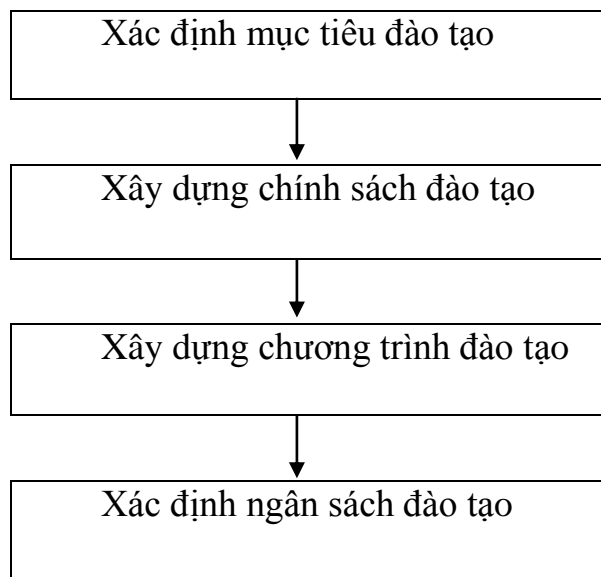 Xác định mục tiêu đào tạo
Xây dựng chính sách đào tạo
Xây dựng chương trình đào tạo
Xác định ngân sách đào tạo